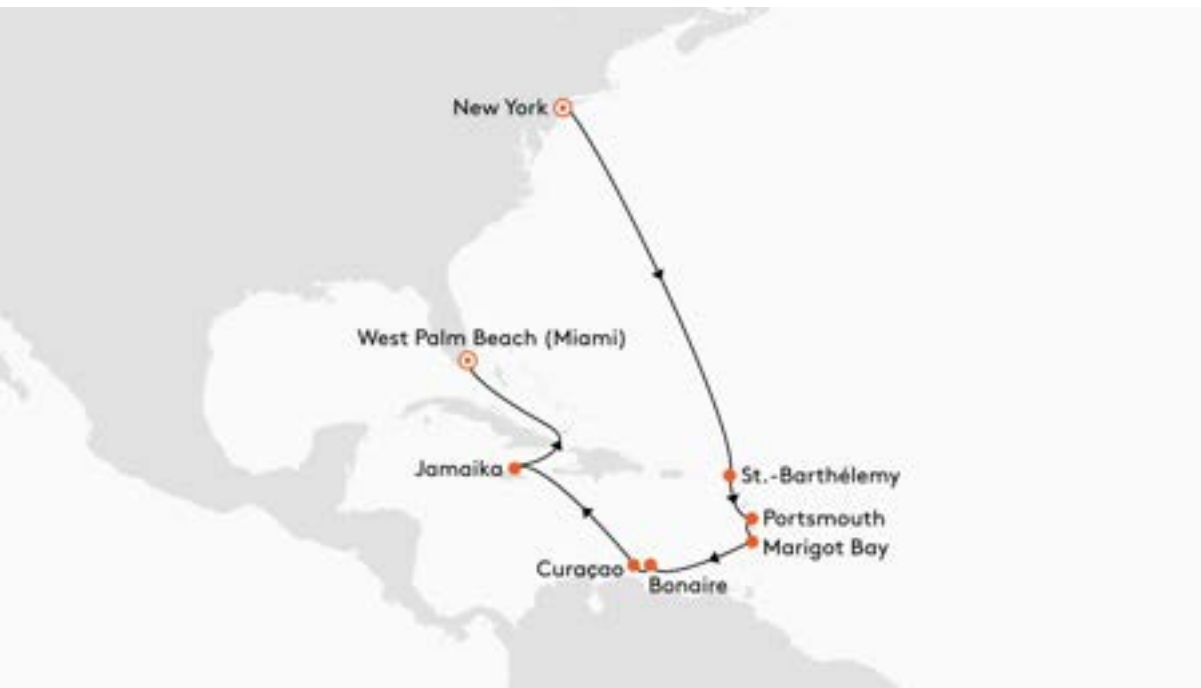 New York
West Palm Beach (Miami)
Jamaika
St.-Barthélemy
Portsmouth
Marigot Bay
Curaçao
Bonaire